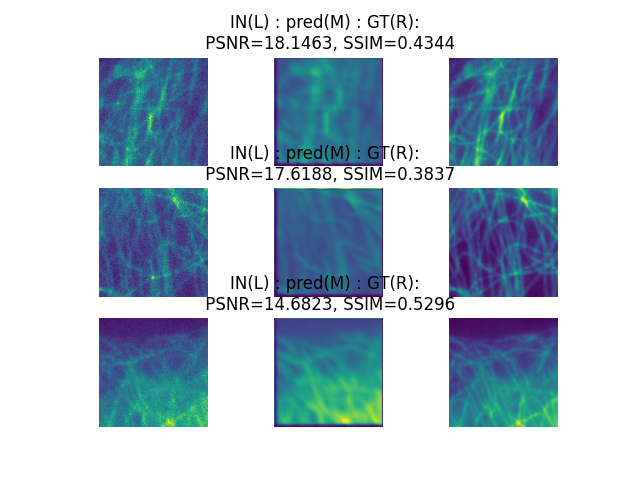 IN(L) : pred(M) : GT(R):
PSNR=18.1463, SSIM=0.4344
IN(L) : pred(M) : GT(R):
PSNR=17.6188, SSIM=0.3837
IN(L) : pred(M) : GT(R):
PSNR=14.6823, SSIM=0.5296